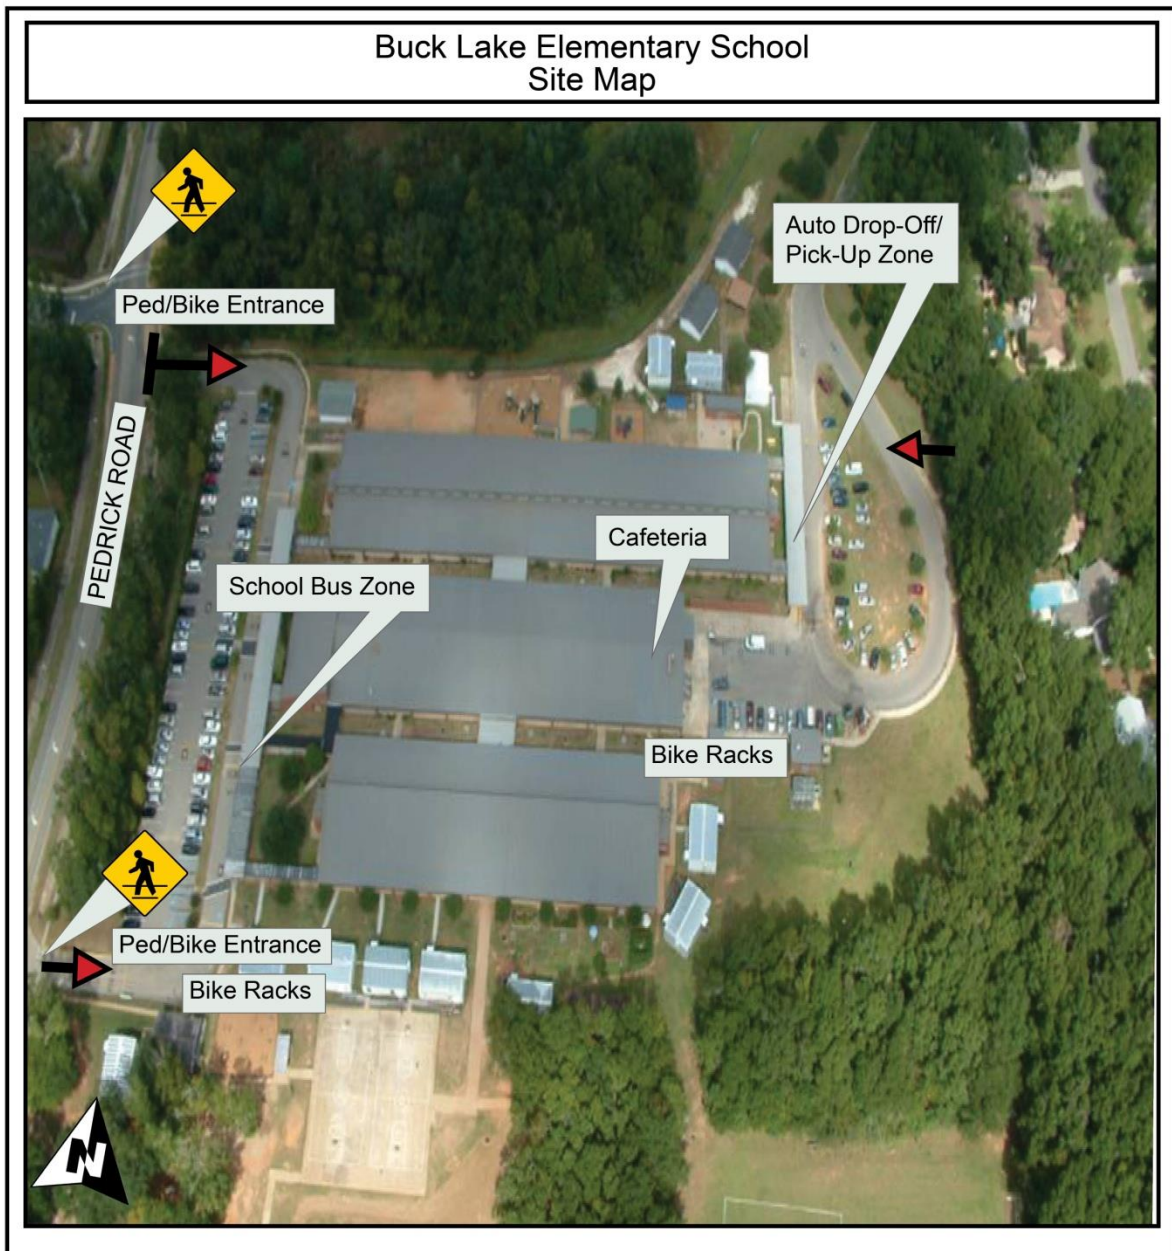 Buck Lake Elementary School
Site Map
Auto Drop-Off/
Pick-Up Zone
Ped/Bike Entrance
PEDRICK ROAD
Cafeteria
School Bus Zone
Bike Racks
Ped/Bike Entrance
Bike Racks
N